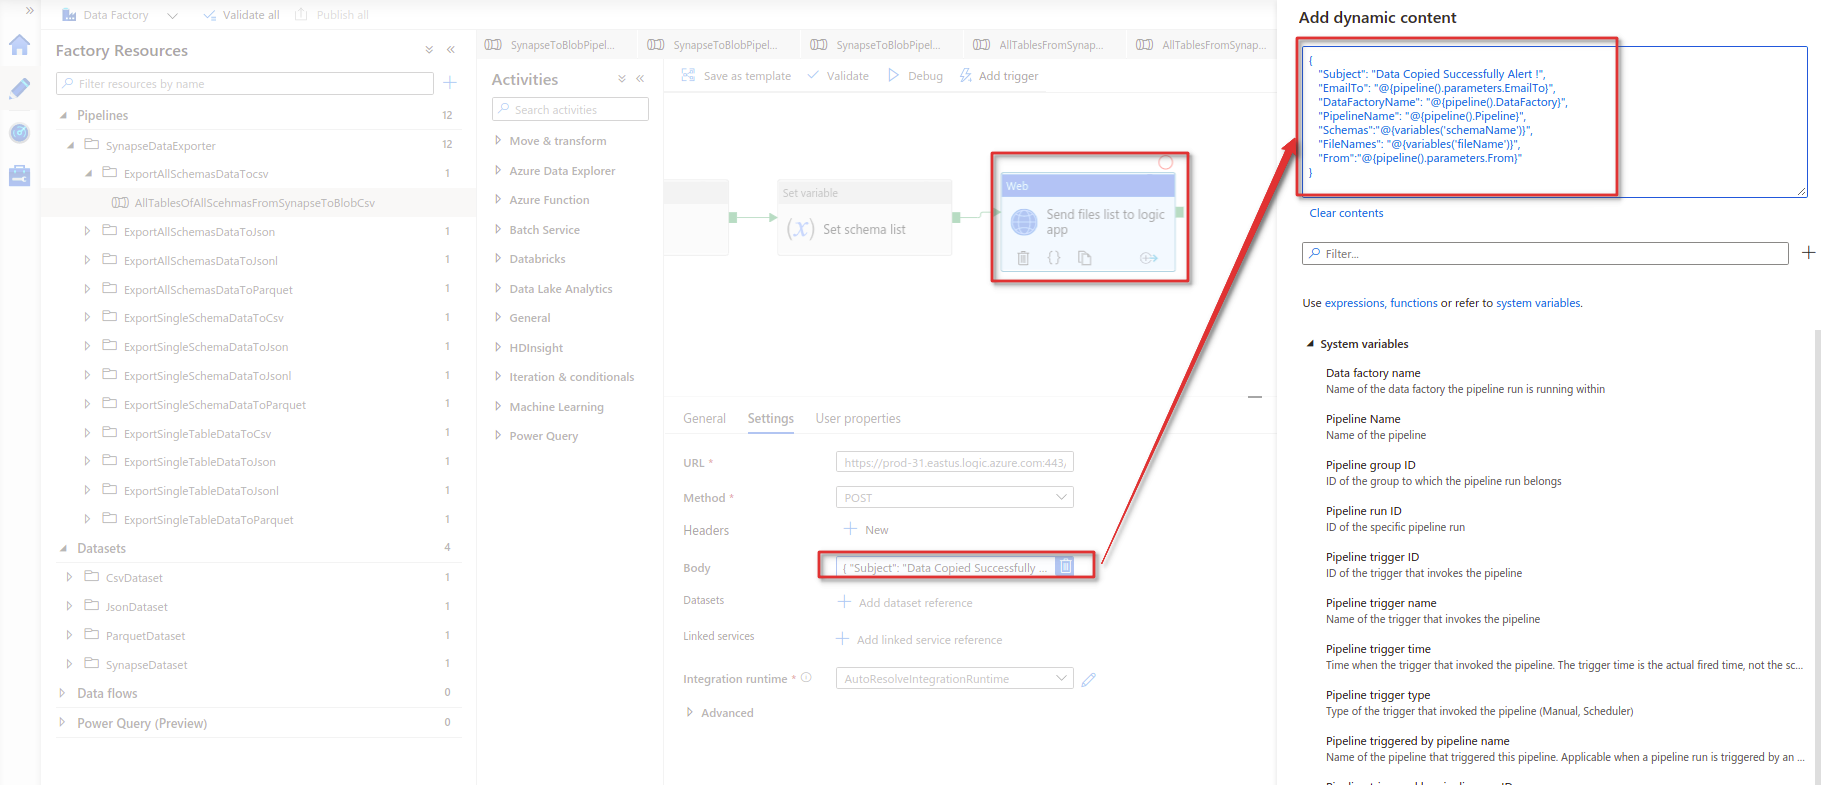 Data Factory
Validate all
Publish all
Factory Resources
Filter resources by name
Pipelines 12
SynapseDataExporter 12
ExportAllSchemasDataTocsv 1
AllTablesOfAllScehmasFromSynapseToBlobCsv
ExportAllSchemasDataToJson 1
ExportAllSchemasDataToJsonl 1
ExportAllSchemasDataToParquet 1
ExportSingleSchemaDataToCsv 1
ExportSingleSchemaDataToJson 1
ExportSingleSchemaDataToJsonl 1
ExportSingleSchemaDataToParquet 1
ExportSingleTableDataToCsv 1
ExportSingleTableDataToJson 1
ExportSingleTableDataToJsonl 1
ExportSingleTableDataToParquet 1
Datasets 4
CsvDataset 1
JsonDataset 1
ParquetDataset 1
SynapseDataset 1
Data flows 0
Power Query (Preview) 0
SynapseToBlobPipel...
SynapseToBlobPipel...
SynapseToBlobPipel...
AllTablesFromSynap...
AllTablesFromSynap...
Activities
Search activities
Move & transform
Azure Data Explorer
Azure Function
Batch Service
Databricks
Data Lake Analytics
General
HDInsight
Iteration & conditionals
Machine Learning
Power Query
Save as template
Validate
Debug
Add trigger
Set variable
(x) Set schema list
Web
Send files list to logic
app
{}
General
Settings
User properties
URL * https://prod-31.eastus.logic.azure.com:443/
Method * POST
Headers New
Body { "Subject": "Data Copied Successfully ...
Datasets Add dataset reference
Linked services Add linked service reference
Integration runtime * AutoResolveIntegrationRuntime
Advanced
Add dynamic content
{
"Subject": "Data Copied Successfully Alert !",
"EmailTo": "@{pipeline().parameters.EmailTo}",
"DataFactoryName": "@{pipeline().DataFactory}",
"PipelineName": "@{pipeline().Pipeline}",
"Schemas":"@{variables('schemaName')}",
"FileNames": "@{variables('fileName')}",
"From":"@{pipeline().parameters.From}"
}
Clear contents
Filter...
Use expressions, functions or refer to system variables.
System variables
Data factory name
Name of the data factory the pipeline run is running within
Pipeline Name
Name of the pipeline
Pipeline group ID
ID of the group to which the pipeline run belongs
Pipeline run ID
ID of the specific pipeline run
Pipeline trigger ID
ID of the trigger that invokes the pipeline
Pipeline trigger name
Name of the trigger that invokes the pipeline
Pipeline trigger time
Time when the trigger that invoked the pipeline. The trigger time is the actual fired time, not the sc...
Pipeline trigger type
Type of the trigger that invoked the pipeline (Manual, Scheduler)
Pipeline triggered by pipeline name
Name of the pipeline that triggered this pipeline. Applicable when a pipeline run is triggered by an ...